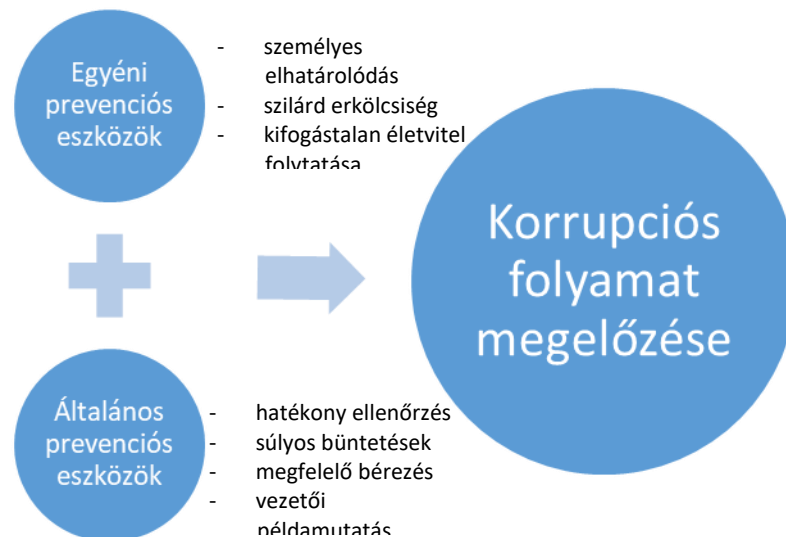 Egyéni
prevenciós
eszközök
- személyes
elhatárolódás
- szilárd erkölcsiség
- kifogástalan életvitel
folytatása
Korrupciós
folyamat
megelőzése
Általános
prevenciós
eszközök
- hatékony ellenőrzés
- súlyos büntetések
- megfelelő bérezés
- vezetői
példamutatás